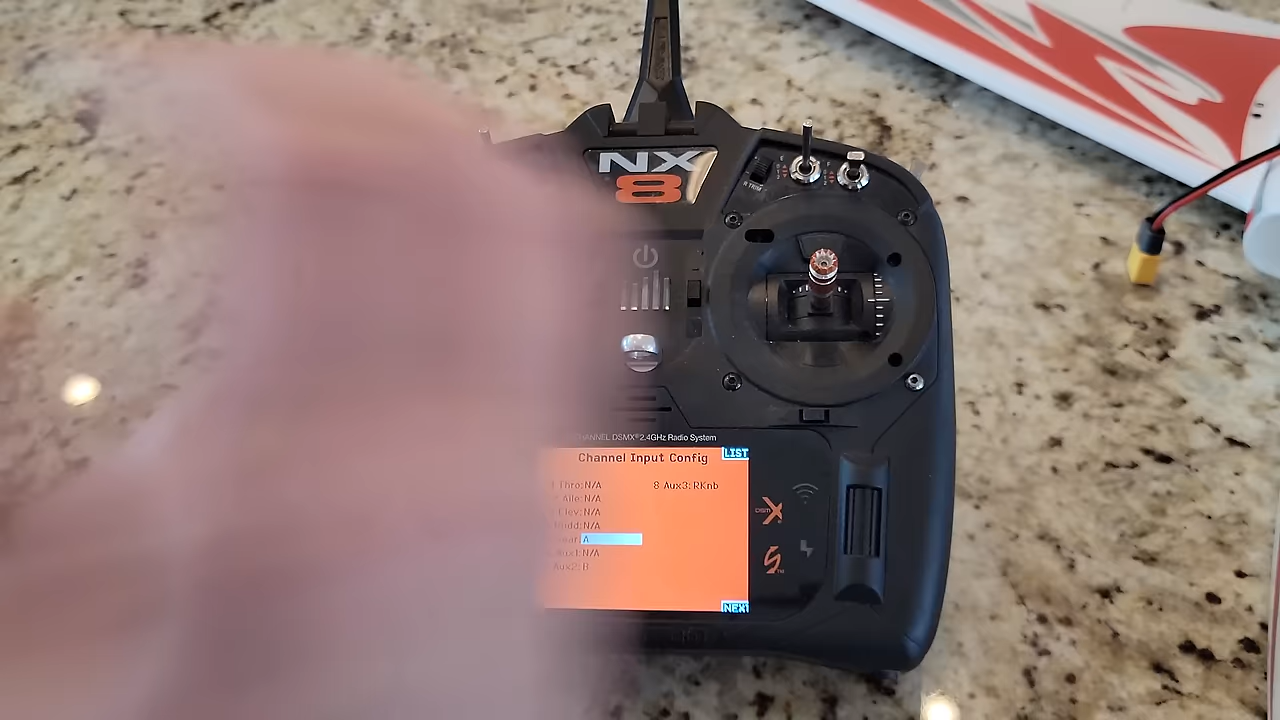 NX
8
R TRIM
DSMX® 2.4GHz Radio System
Channel Input Config
LIST
Thro: N/A
8 Aux3: RKnb
Aile: N/A
Elev: N/A
Rudd: N/A
A
Aux1: N/A
Aux2: B
NEXT